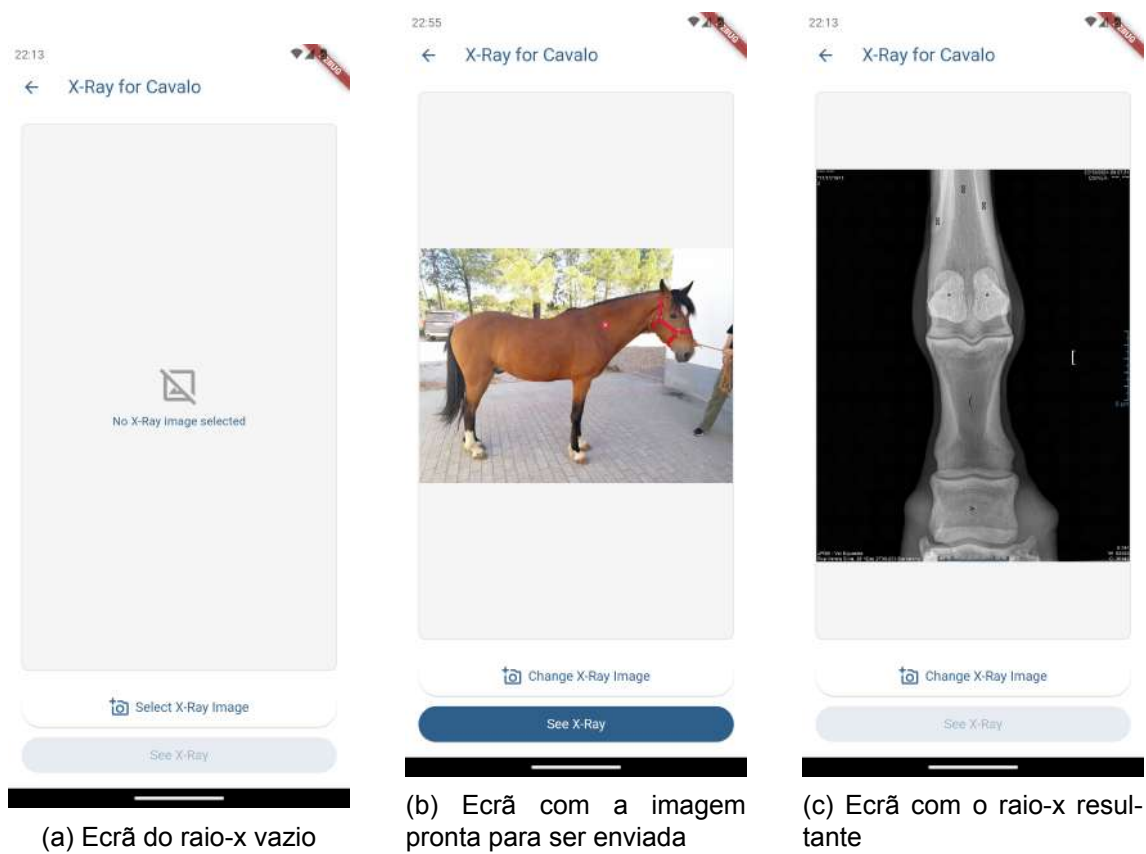 22:13
X-Ray for Cavalo
No X-Ray image selected
Select X-Ray Image
See X-Ray
(a) Ecrã do raio-x vazio
22:55
X-Ray for Cavalo
Change X-Ray Image
See X-Ray
(b) Ecrã com a imagem
pronta para ser enviada
22:13
X-Ray for Cavalo
Change X-Ray Image
See X-Ray
(c) Ecrã com o raio-x resul-
tante